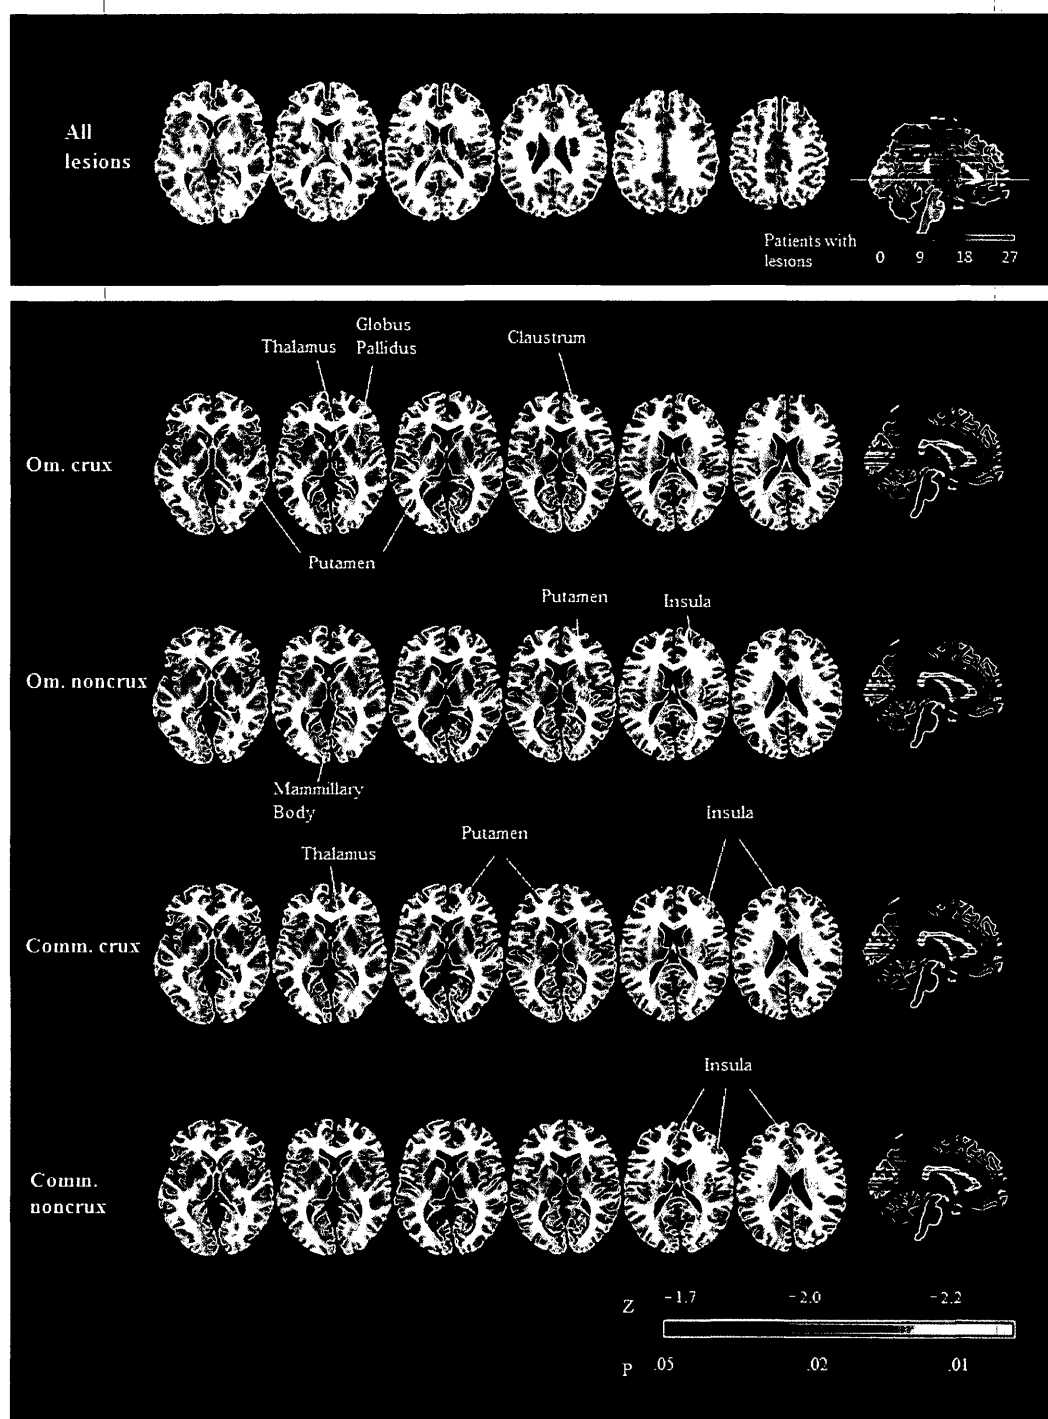 All
lesions
Patients with
lesions
0 9 18 27
Globus
Pallidus
Thalamus
Claustrum
Om. crux
Putamen
Putamen
Insula
Om. noncrux
Mammillary
Body
Insula
Putamen
Thalamus
Comm. crux
Insula
Comm.
noncrux
Z -1.7 -2.0 -2.2
P .05 .02 .01